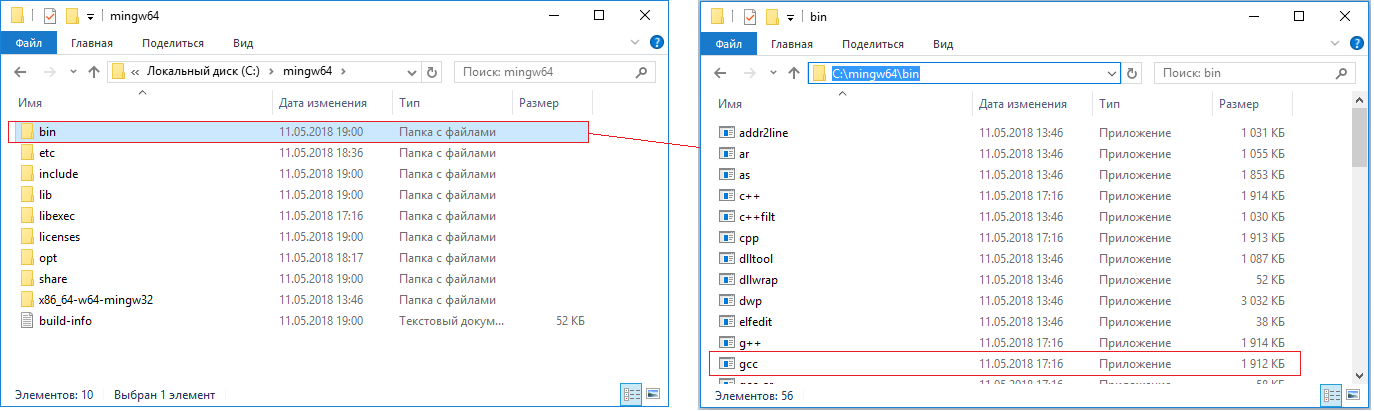 mingw64
Файл Главная Поделиться Вид
« Локальный диск (C:) mingw64 Поиск: mingw64
Имя Дата изменения Тип Размер
bin 11.05.2018 19:00 Папка с файлами
etc 11.05.2018 18:36 Папка с файлами
include 11.05.2018 19:00 Папка с файлами
lib 11.05.2018 19:00 Папка с файлами
libexec 11.05.2018 17:16 Папка с файлами
licenses 11.05.2018 19:00 Папка с файлами
opt 11.05.2018 18:17 Папка с файлами
share 11.05.2018 19:00 Папка с файлами
x86_64-w64-mingw32 11.05.2018 13:46 Папка с файлами
build-info 11.05.2018 19:00 Текстовый докум... 52 КБ
Элементов: 10 Выбран 1 элемент
bin
Файл Главная Поделиться Вид
C:\mingw64\bin Поиск: bin
Имя Дата изменения Тип Размер
addr2line 11.05.2018 13:46 Приложение 1 031 КБ
ar 11.05.2018 13:46 Приложение 1 055 КБ
as 11.05.2018 13:46 Приложение 1 853 КБ
c++ 11.05.2018 17:16 Приложение 1 914 КБ
c++filt 11.05.2018 13:46 Приложение 1 030 КБ
cpp 11.05.2018 17:16 Приложение 1 913 КБ
dlltool 11.05.2018 13:46 Приложение 1 087 КБ
dllwrap 11.05.2018 13:46 Приложение 52 КБ
dwp 11.05.2018 13:46 Приложение 3 032 КБ
elfedit 11.05.2018 13:46 Приложение 38 КБ
g++ 11.05.2018 17:16 Приложение 1 914 КБ
gcc 11.05.2018 17:16 Приложение 1 912 КБ
Элементов: 56